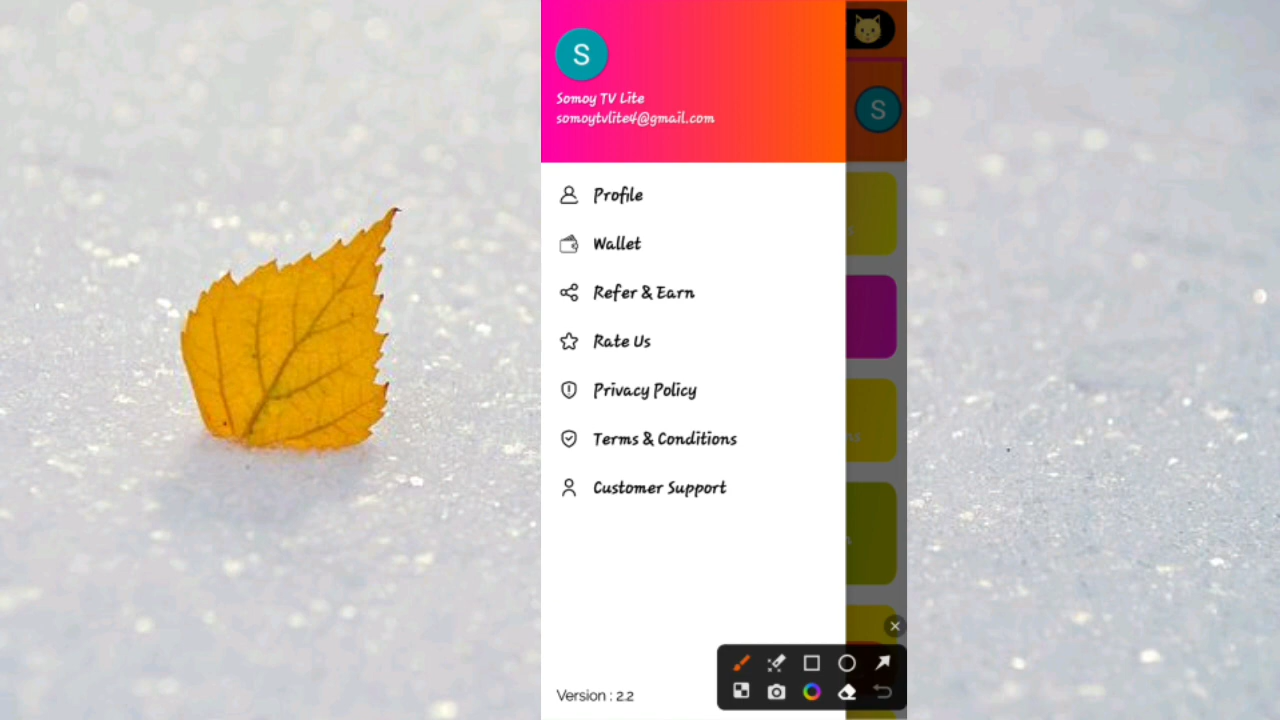 S
Somoy TV Lite
somoytvlite4@gmail.com
S
Profile
Wallet
Refer & Earn
Rate Us
Privacy Policy
Terms & Conditions
Customer Support
Version : 2.2